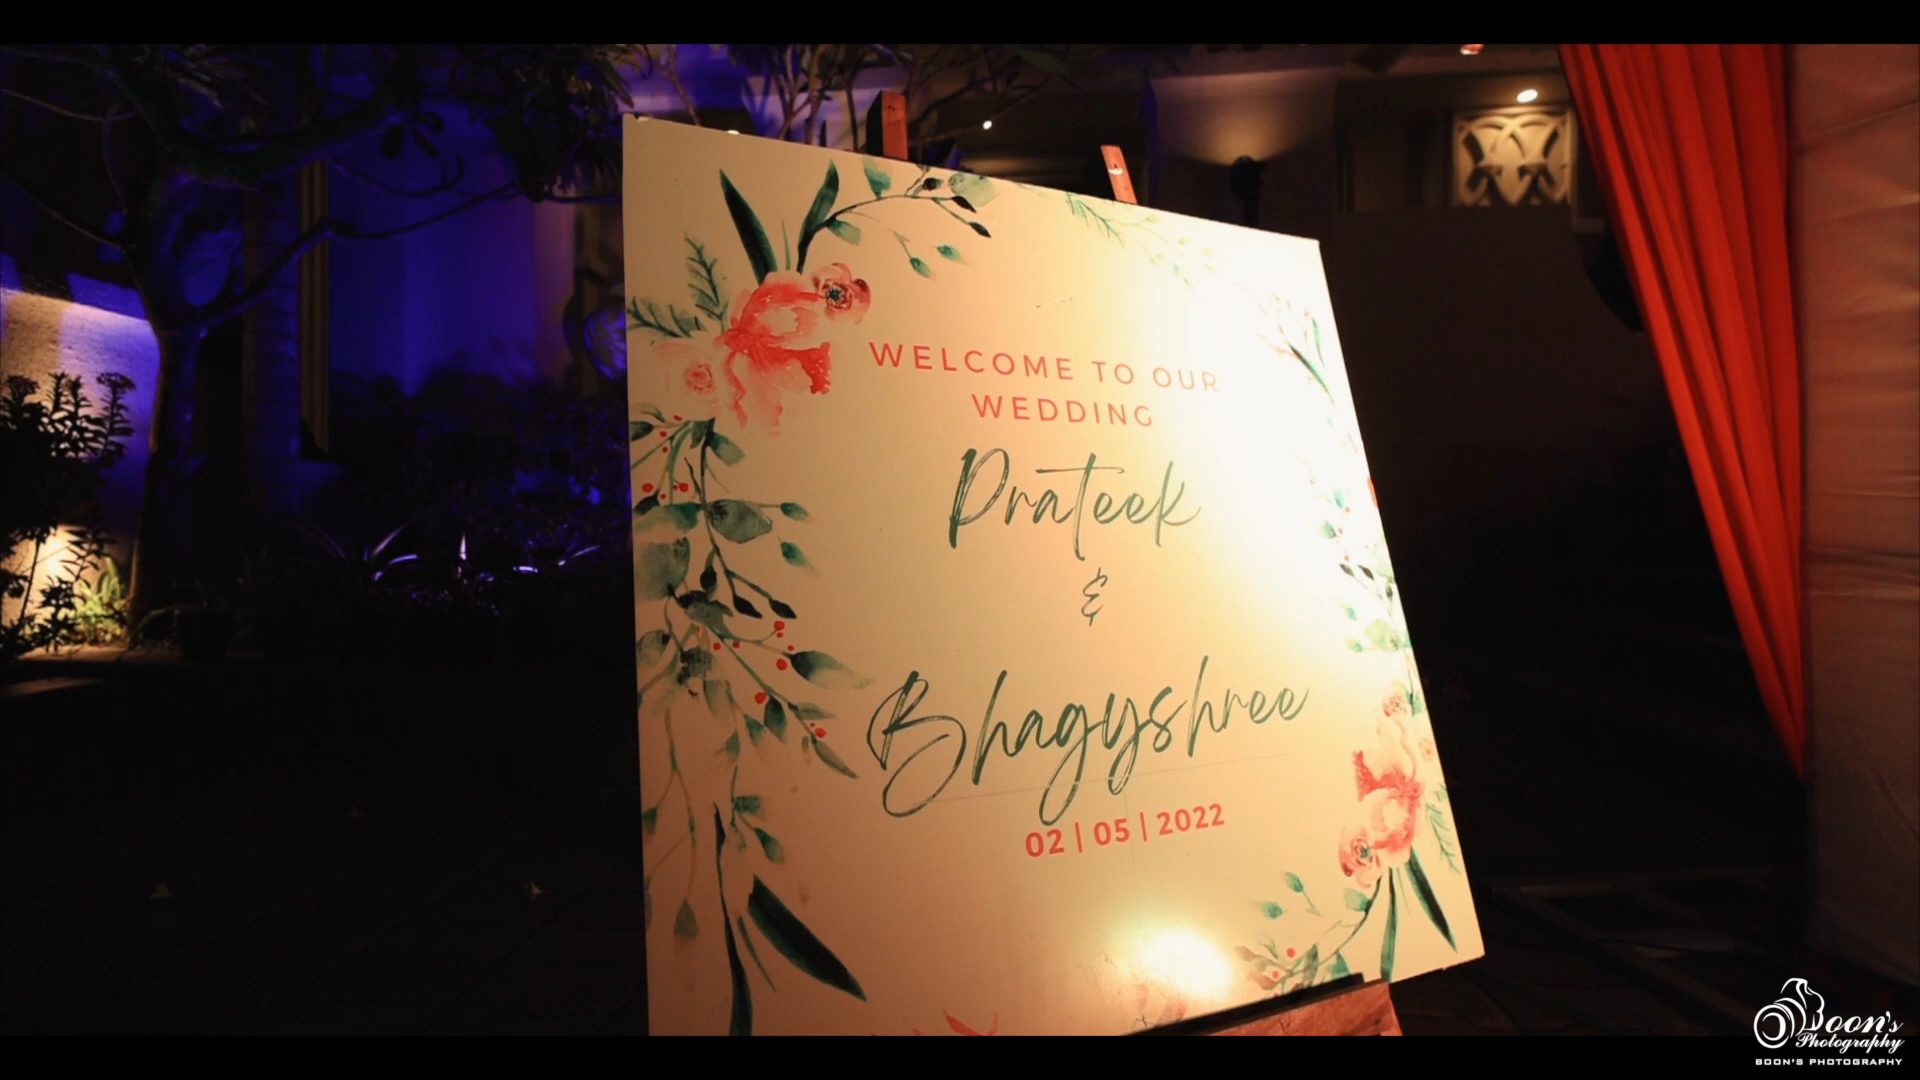 WELCOME TO OUR
WEDDING
Prateek
&
Bhagyshree
02 | 05 | 2022
Boon's
Photography
BOON'S PHOTOGRAPHY